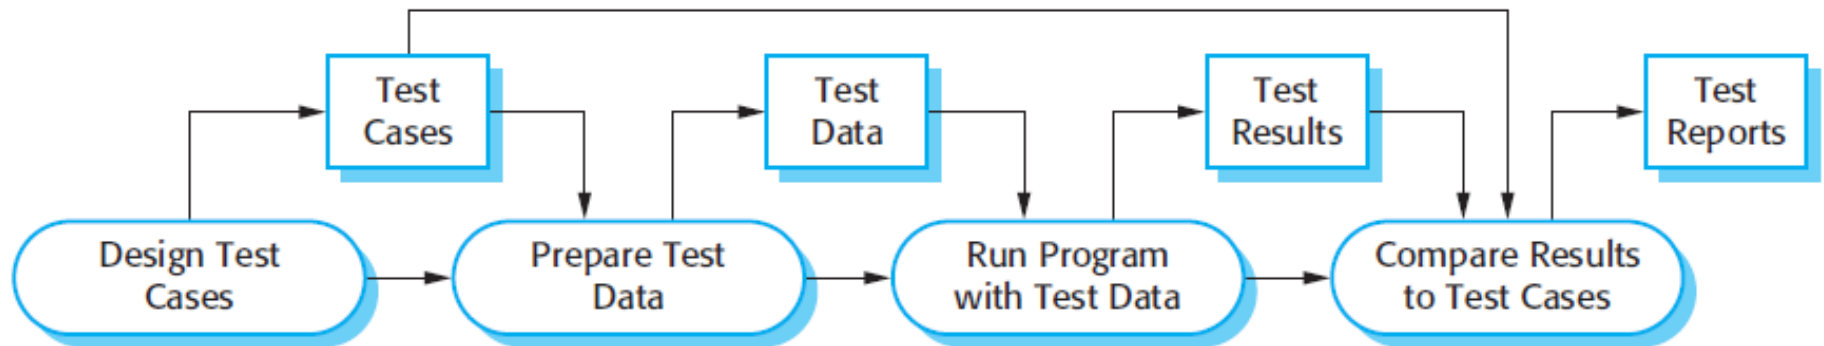 Test
Cases
Test
Data
Test
Results
Test
Reports
Design Test
Cases
Prepare Test
Data
Run Program
with Test Data
Compare Results
to Test Cases